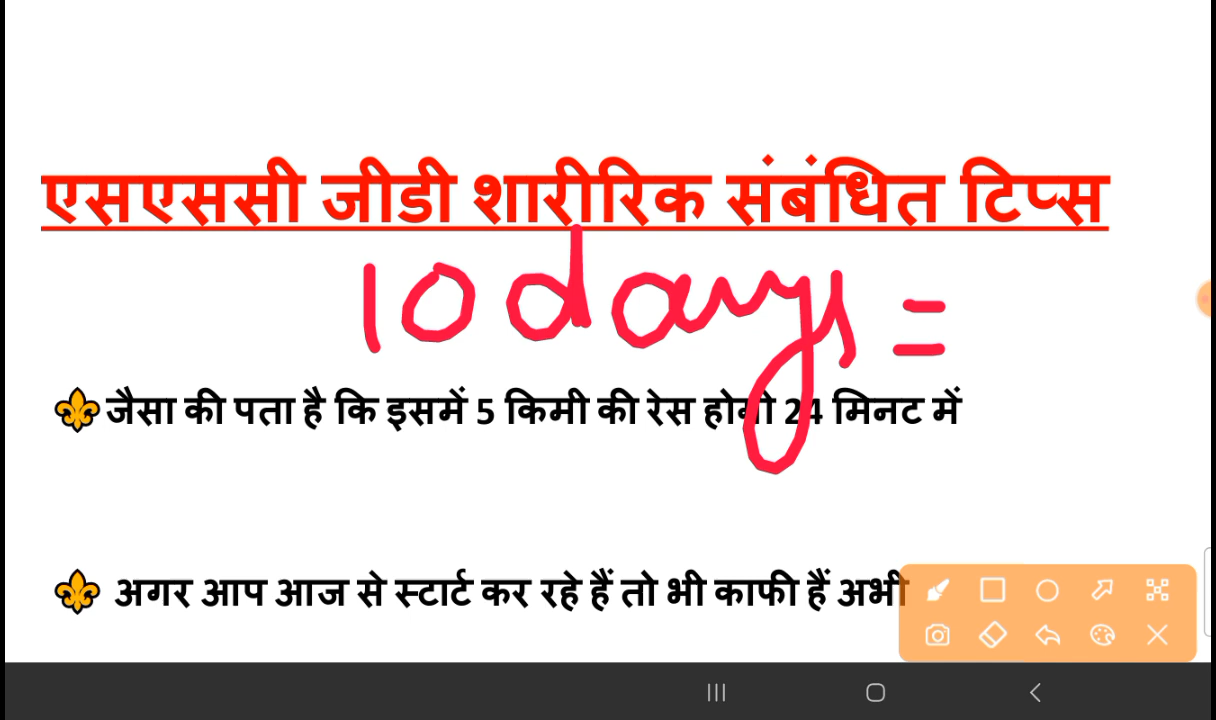 एसएससी जीडी शारीरिक संबंधित टिप्स
10 days =
जैसा की पता है कि इसमें 5 किमी की रेस होगी 24 मिनट में
अगर आप आज से स्टार्ट कर रहे हैं तो भी काफी हैं अभी